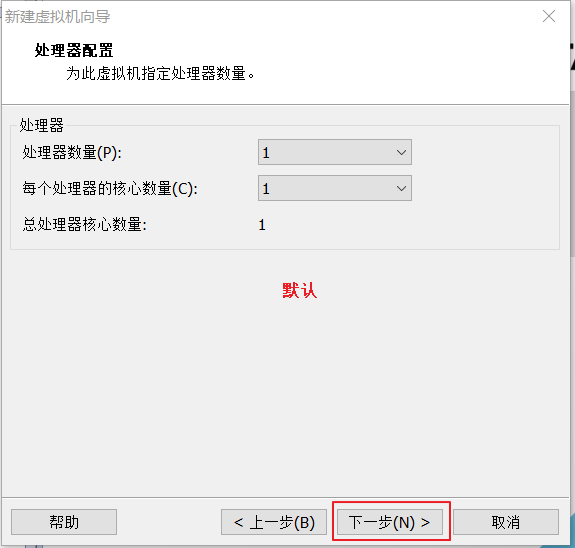 新建虚拟机向导
处理器配置
为此虚拟机指定处理器数量。
处理器
处理器数量(P): 1
每个处理器的核心数量(C): 1
总处理器核心数量: 1
默认
帮助 < 上一步(B) 下一步(N) > 取消